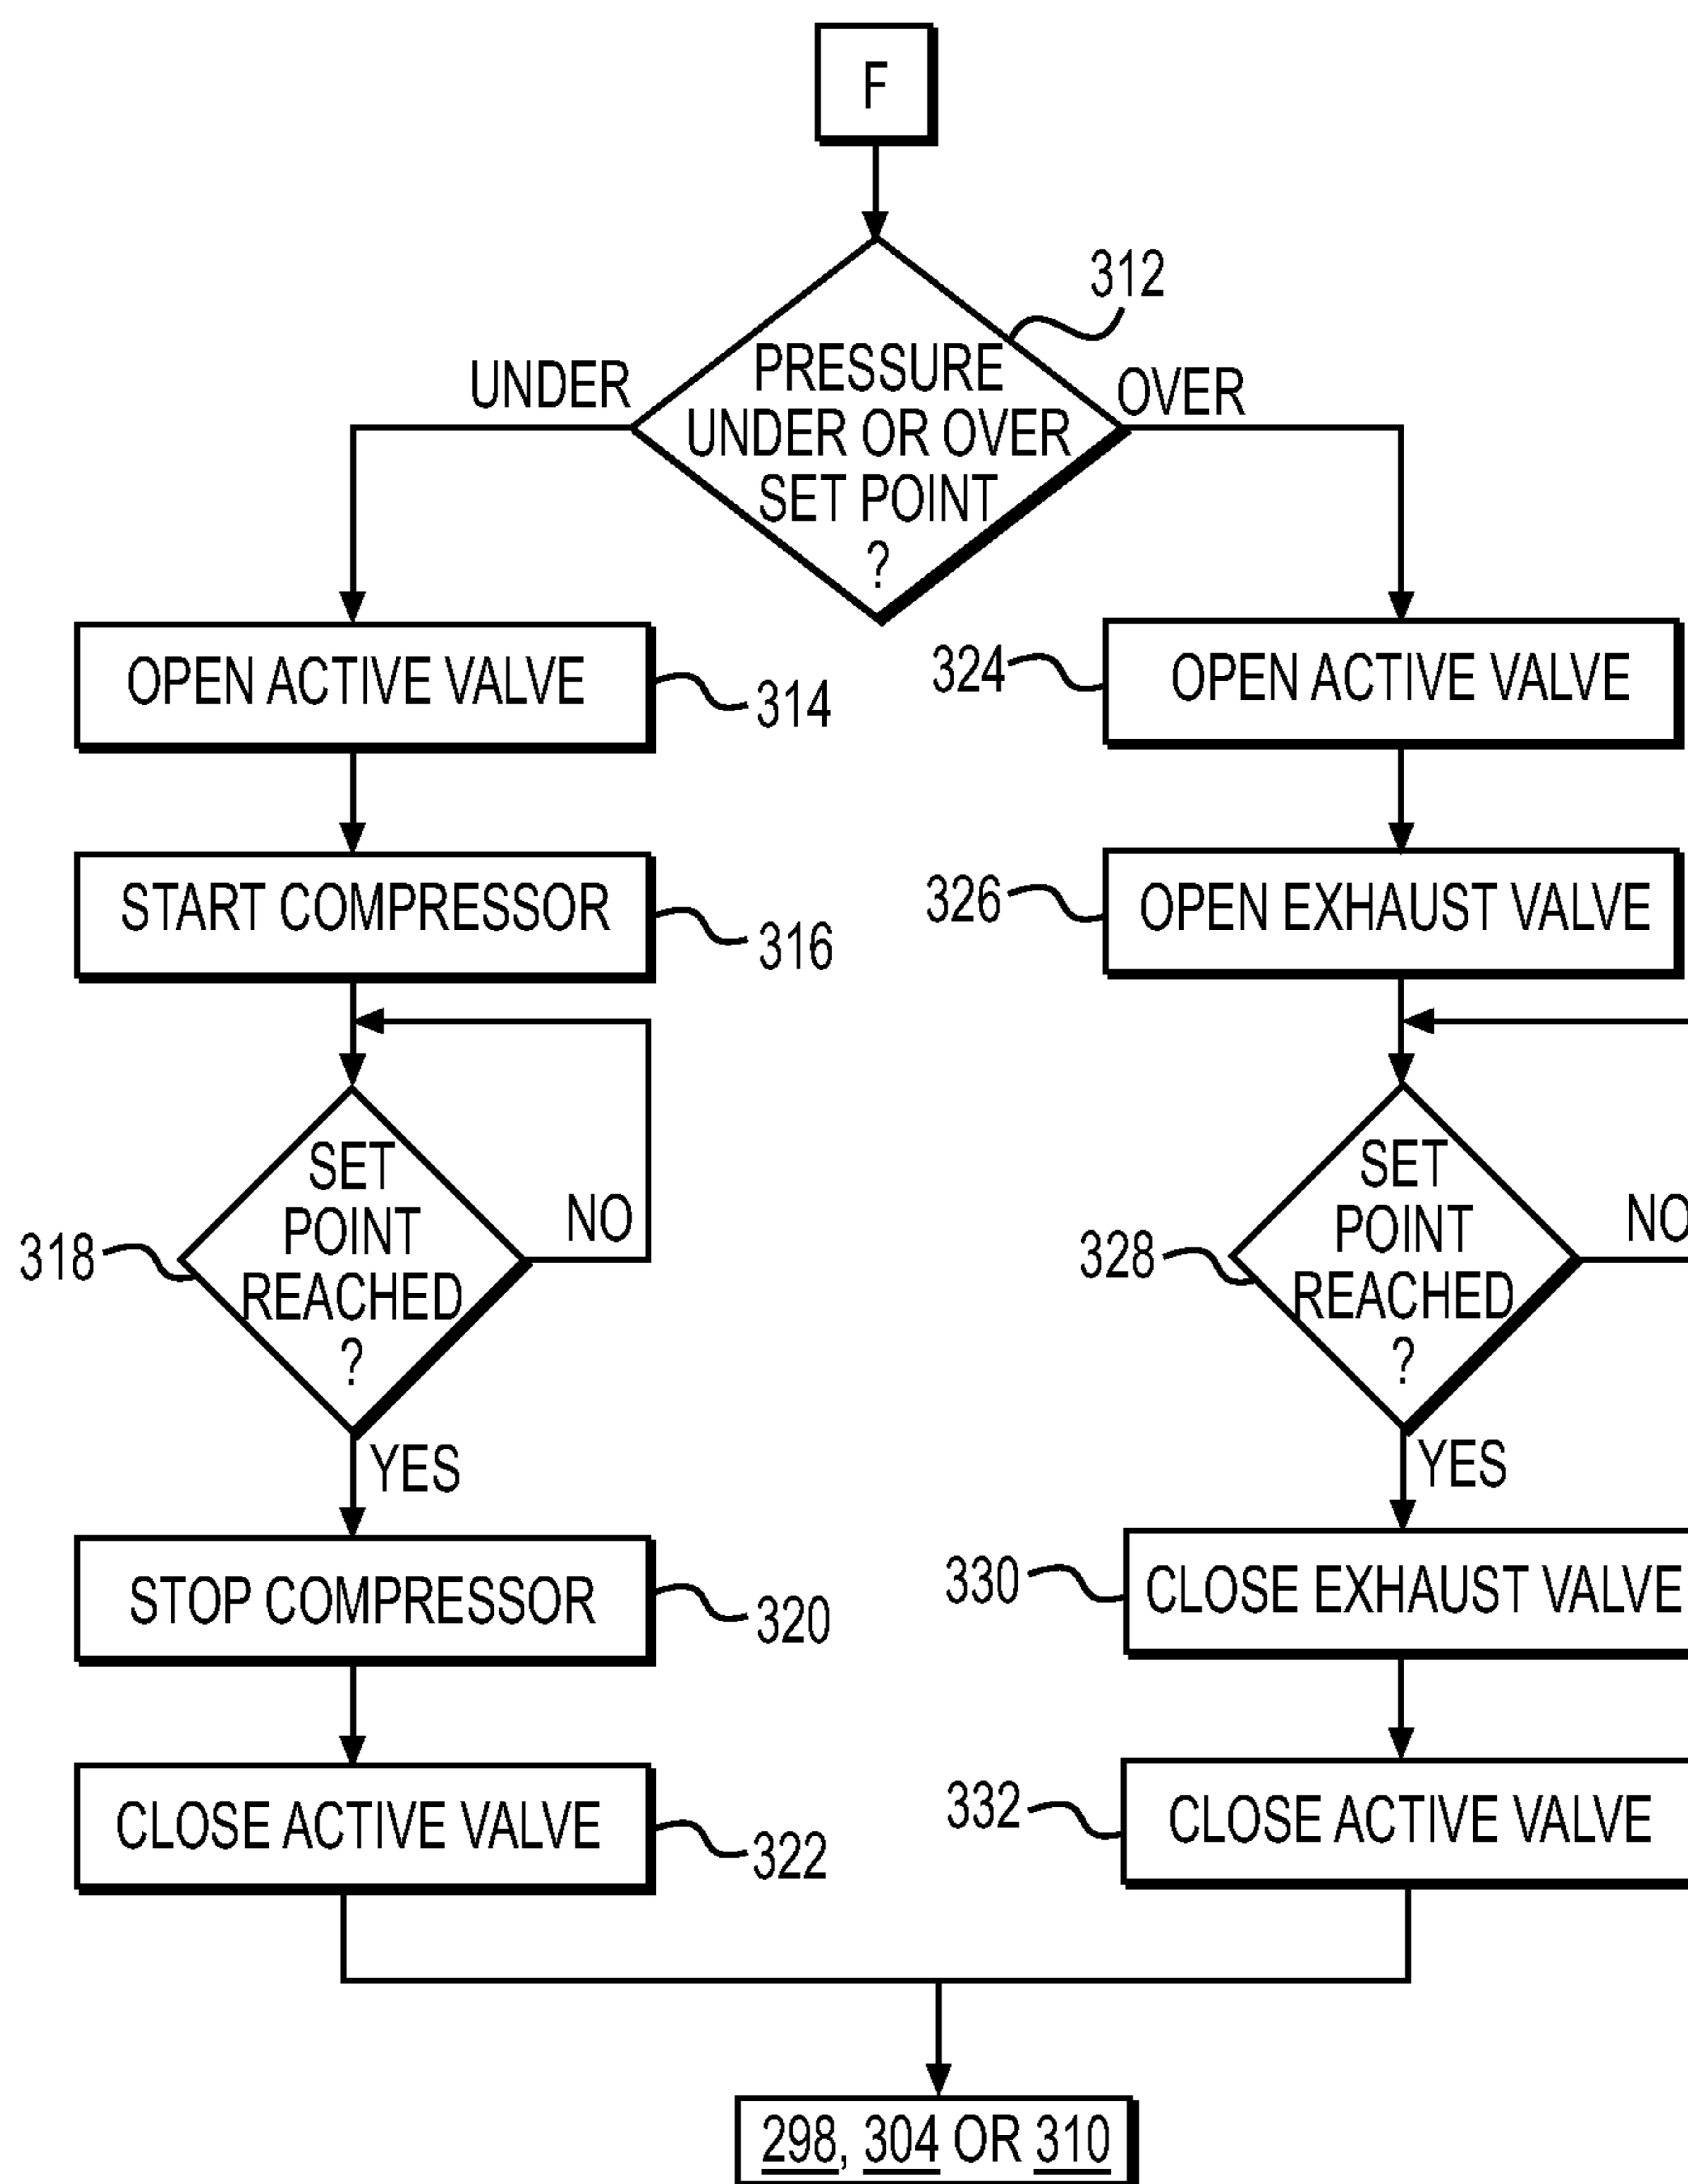 F
312
PRESSURE
UNDER OR OVER
SET POINT
?
UNDER
OVER
OPEN ACTIVE VALVE
314
START COMPRESSOR
316
SET
POINT
REACHED
?
NO
318
YES
STOP COMPRESSOR
320
CLOSE ACTIVE VALVE
322
324
OPEN ACTIVE VALVE
326
OPEN EXHAUST VALVE
SET
POINT
REACHED
?
NO
328
YES
330
CLOSE EXHAUST VALVE
332
CLOSE ACTIVE VALVE
298, 304 OR 310